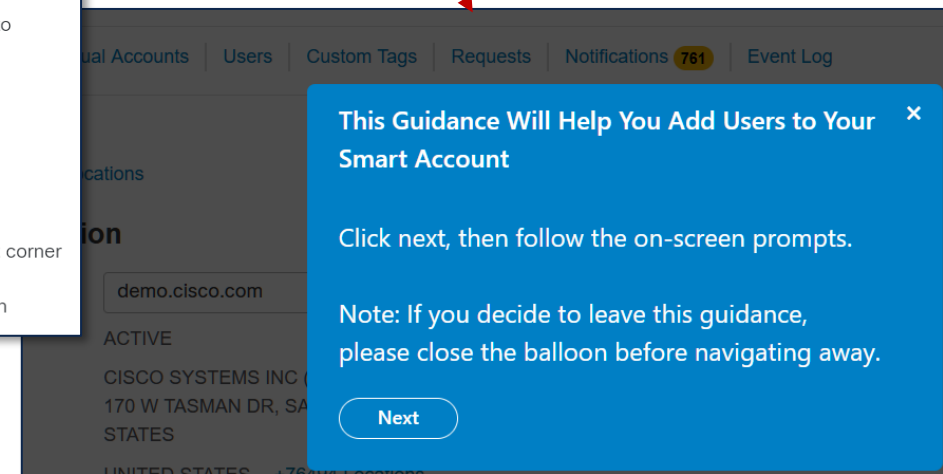 o
ual Accounts Users Custom Tags Requests Notifications 761 Event Log
This Guidance Will Help You Add Users to Your
Smart Account
×
cations
ion
Click next, then follow the on-screen prompts.
corner
demo.cisco.com
n
Note: If you decide to leave this guidance,
please close the balloon before navigating away.
ACTIVE
CISCO SYSTEMS INC (
170 W TASMAN DR, SA
STATES
Next
UNITED STATES